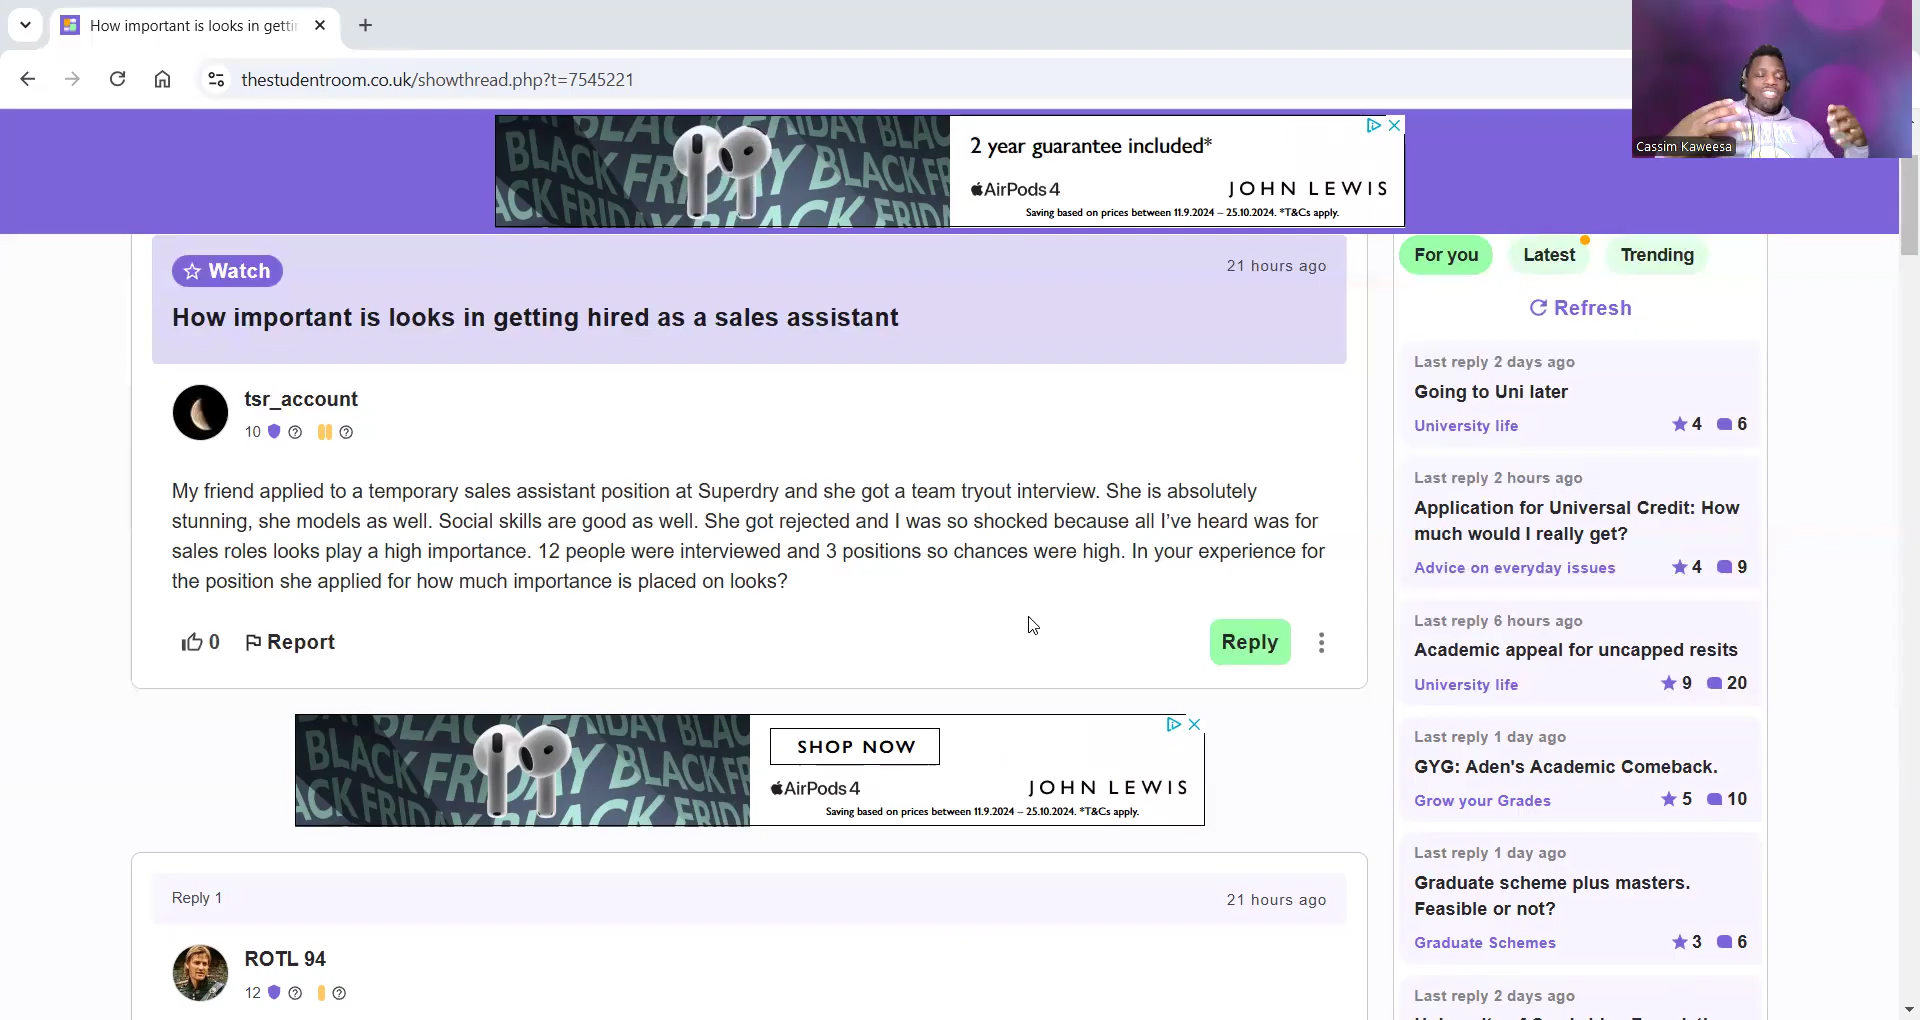 How important is looks in getti
thestudentroom.co.uk/showthread.php?t=7545221
Cassim Kaweesa
BLACK FRIDAY
2 year guarantee included*
AirPods 4
JOHN LEWIS
Saving based on prices between 11.9.2024 – 25.10.2024. *T&Cs apply.
Watch
21 hours ago
How important is looks in getting hired as a sales assistant
tsr_account
10
My friend applied to a temporary sales assistant position at Superdry and she got a team tryout interview. She is absolutely
stunning, she models as well. Social skills are good as well. She got rejected and I was so shocked because all I've heard was for
sales roles looks play a high importance. 12 people were interviewed and 3 positions so chances were high. In your experience for
the position she applied for how much importance is placed on looks?
0
Report
Reply
BLACK FRIDAY
SHOP NOW
AirPods 4
JOHN LEWIS
Saving based on prices between 11.9.2024 – 25.10.2024. *T&Cs apply.
Reply 1
21 hours ago
ROTL 94
12
For you
Latest
Trending
Refresh
Last reply 2 days ago
Going to Uni later
University life
4 6
Last reply 2 hours ago
Application for Universal Credit: How
much would I really get?
Advice on everyday issues
4 9
Last reply 6 hours ago
Academic appeal for uncapped resits
University life
9 20
Last reply 1 day ago
GYG: Aden's Academic Comeback.
Grow your Grades
5 10
Last reply 1 day ago
Graduate scheme plus masters.
Feasible or not?
Graduate Schemes
3 6
Last reply 2 days ago